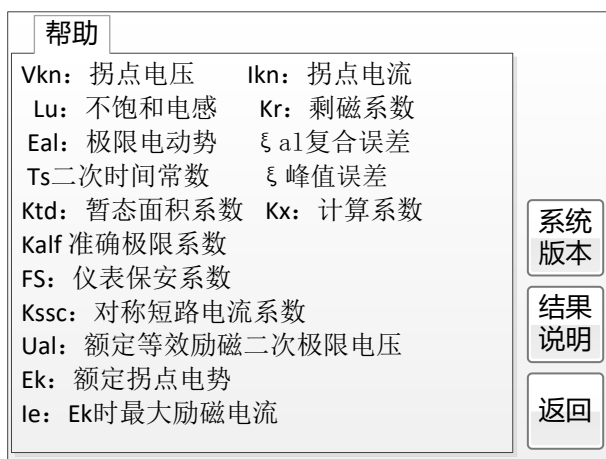 帮助
Vkn：拐点电压 Ikn：拐点电流
Lu：不饱和电感 Kr：剩磁系数
Eal：极限电动势 ξal复合误差
Ts二次时间常数 ξ峰值误差
Ktd：暂态面积系数 Kx：计算系数
Kalf 准确极限系数
FS：仪表保安系数
Kssc：对称短路电流系数
Ual：额定等效励磁二次极限电压
Ek：额定拐点电势
Ie：Ek时最大励磁电流
系统
版本
结果
说明
返回